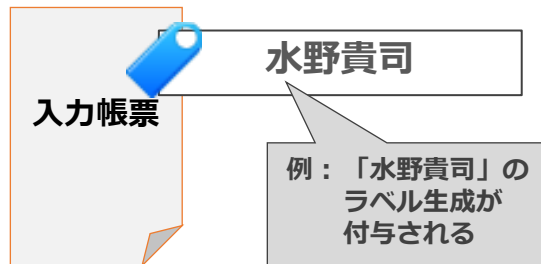 水野貴司
入力帳票
例：「水野貴司」の
ラベル生成が
付与される